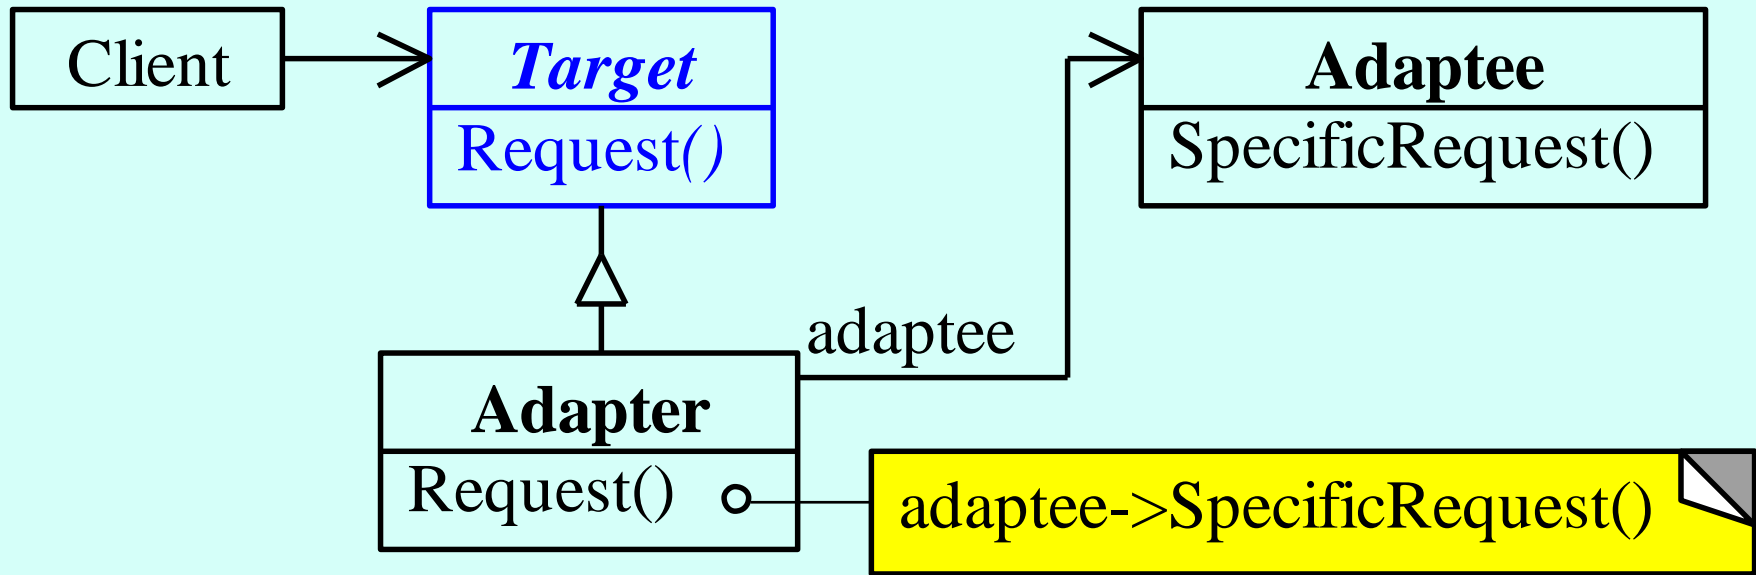 Client
Target
Request()
Adaptee
SpecificRequest()
adaptee
Adapter
Request()
adaptee->SpecificRequest()